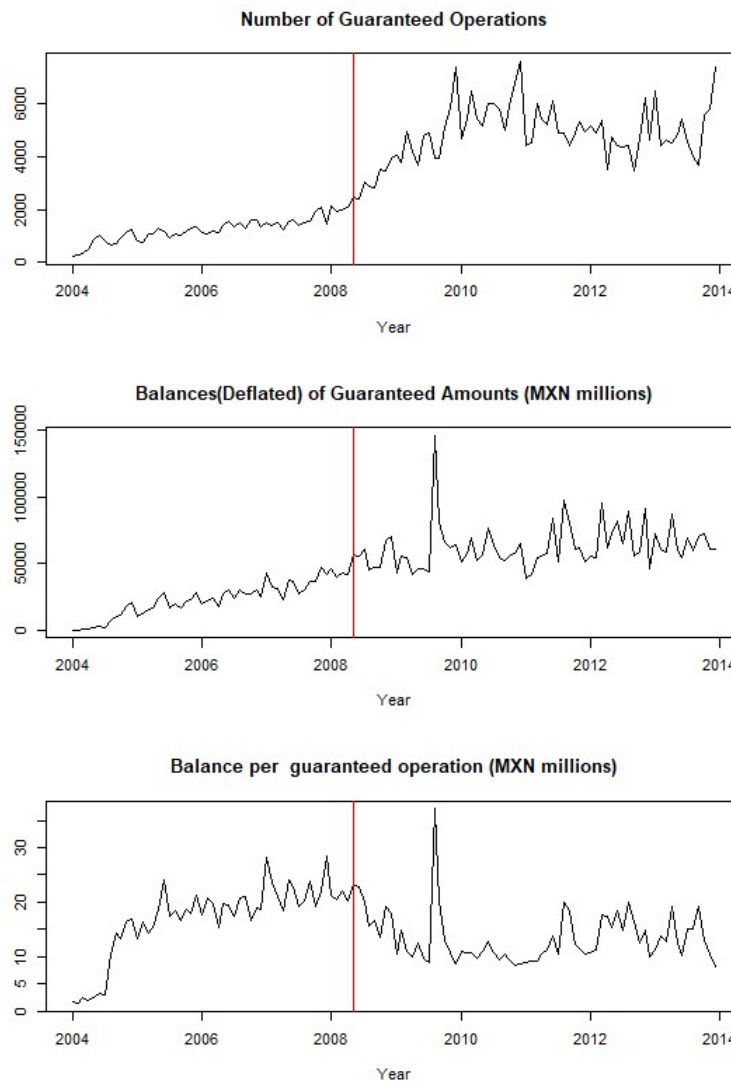 Number of Guaranteed Operations
6000
4000
2000
0
2004 2006 2008 2010 2012 2014
Year
Balances(Deflated) of Guaranteed Amounts (MXN millions)
150000
100000
50000
0
2004 2006 2008 2010 2012 2014
Year
Balance per guaranteed operation (MXN millions)
30
20
10
5
0
2004 2006 2008 2010 2012 2014
Year